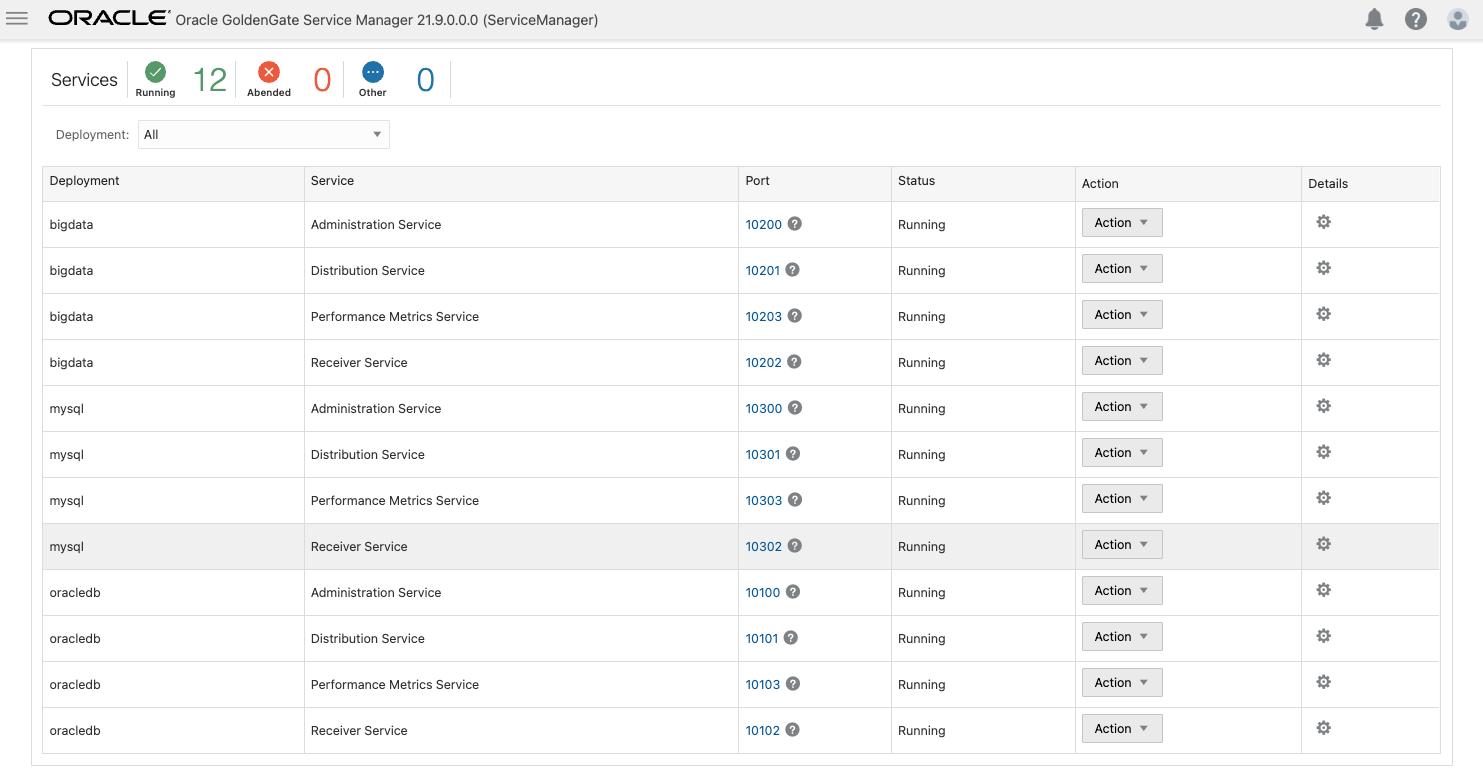 ORACLE Oracle GoldenGate Service Manager 21.9.0.0.0 (ServiceManager)
Services Running 12 Abended 0 Other 0
Deployment: All
Deployment Service Port Status Action Details
bigdata Administration Service 10200 Running Action
bigdata Distribution Service 10201 Running Action
bigdata Performance Metrics Service 10203 Running Action
bigdata Receiver Service 10202 Running Action
mysql Administration Service 10300 Running Action
mysql Distribution Service 10301 Running Action
mysql Performance Metrics Service 10303 Running Action
mysql Receiver Service 10302 Running Action
oracledb Administration Service 10100 Running Action
oracledb Distribution Service 10101 Running Action
oracledb Performance Metrics Service 10103 Running Action
oracledb Receiver Service 10102 Running Action